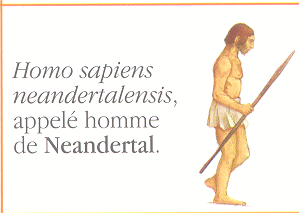 Homo sapiens
neandertalensis,
appelé homme
de Neandertal.